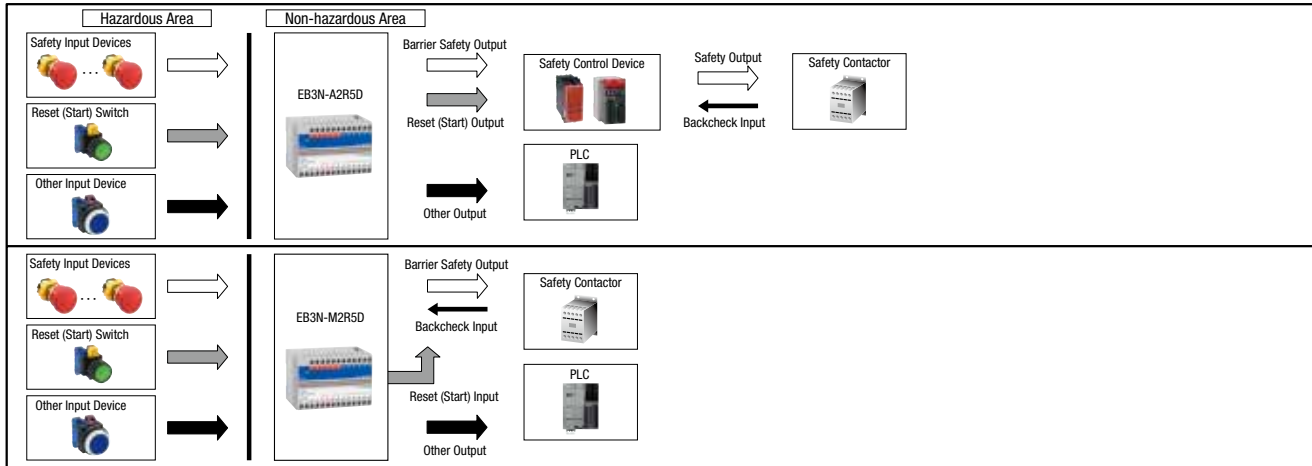 Hazardous Area
Non-hazardous Area
Safety Input Devices
...
Reset (Start) Switch
Other Input Device
EB3N-A2R5D
Barrier Safety Output
Reset (Start) Output
Other Output
Safety Control Device
PLC
Safety Output
Backcheck Input
Safety Contactor
Safety Input Devices
...
Reset (Start) Switch
Other Input Device
EB3N-M2R5D
Barrier Safety Output
Backcheck Input
Reset (Start) Input
Other Output
Safety Contactor
PLC